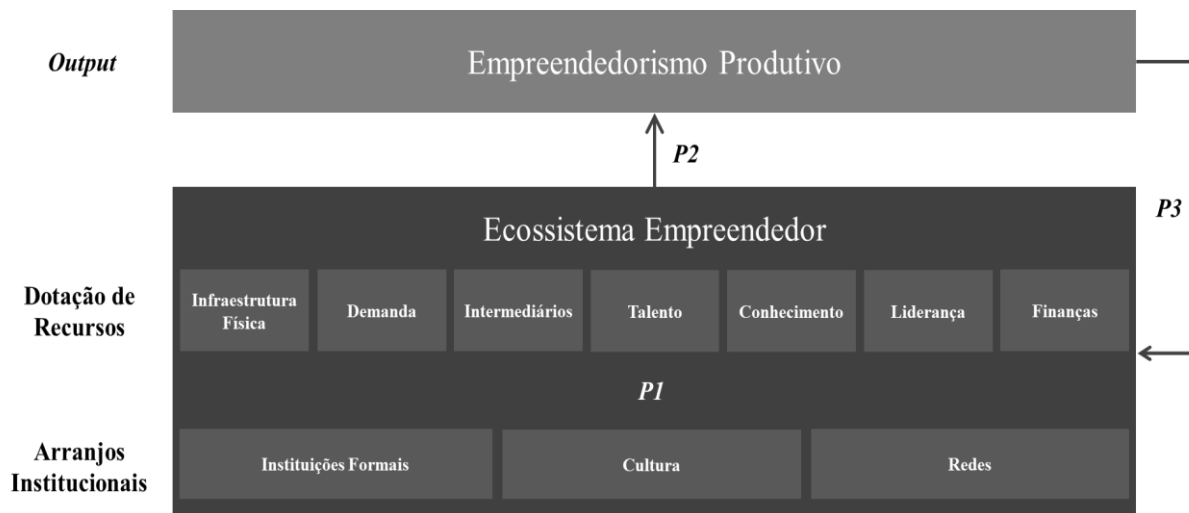 Output
Empreendedorismo Produtivo
P2
Ecossistema Empreendedor
P3
Dotação de
Recursos
Infraestrutura
Física
Demanda
Intermediários
Talento
Conhecimento
Liderança
Finanças
P1
Arranjos
Institucionais
Instituições Formais
Cultura
Redes